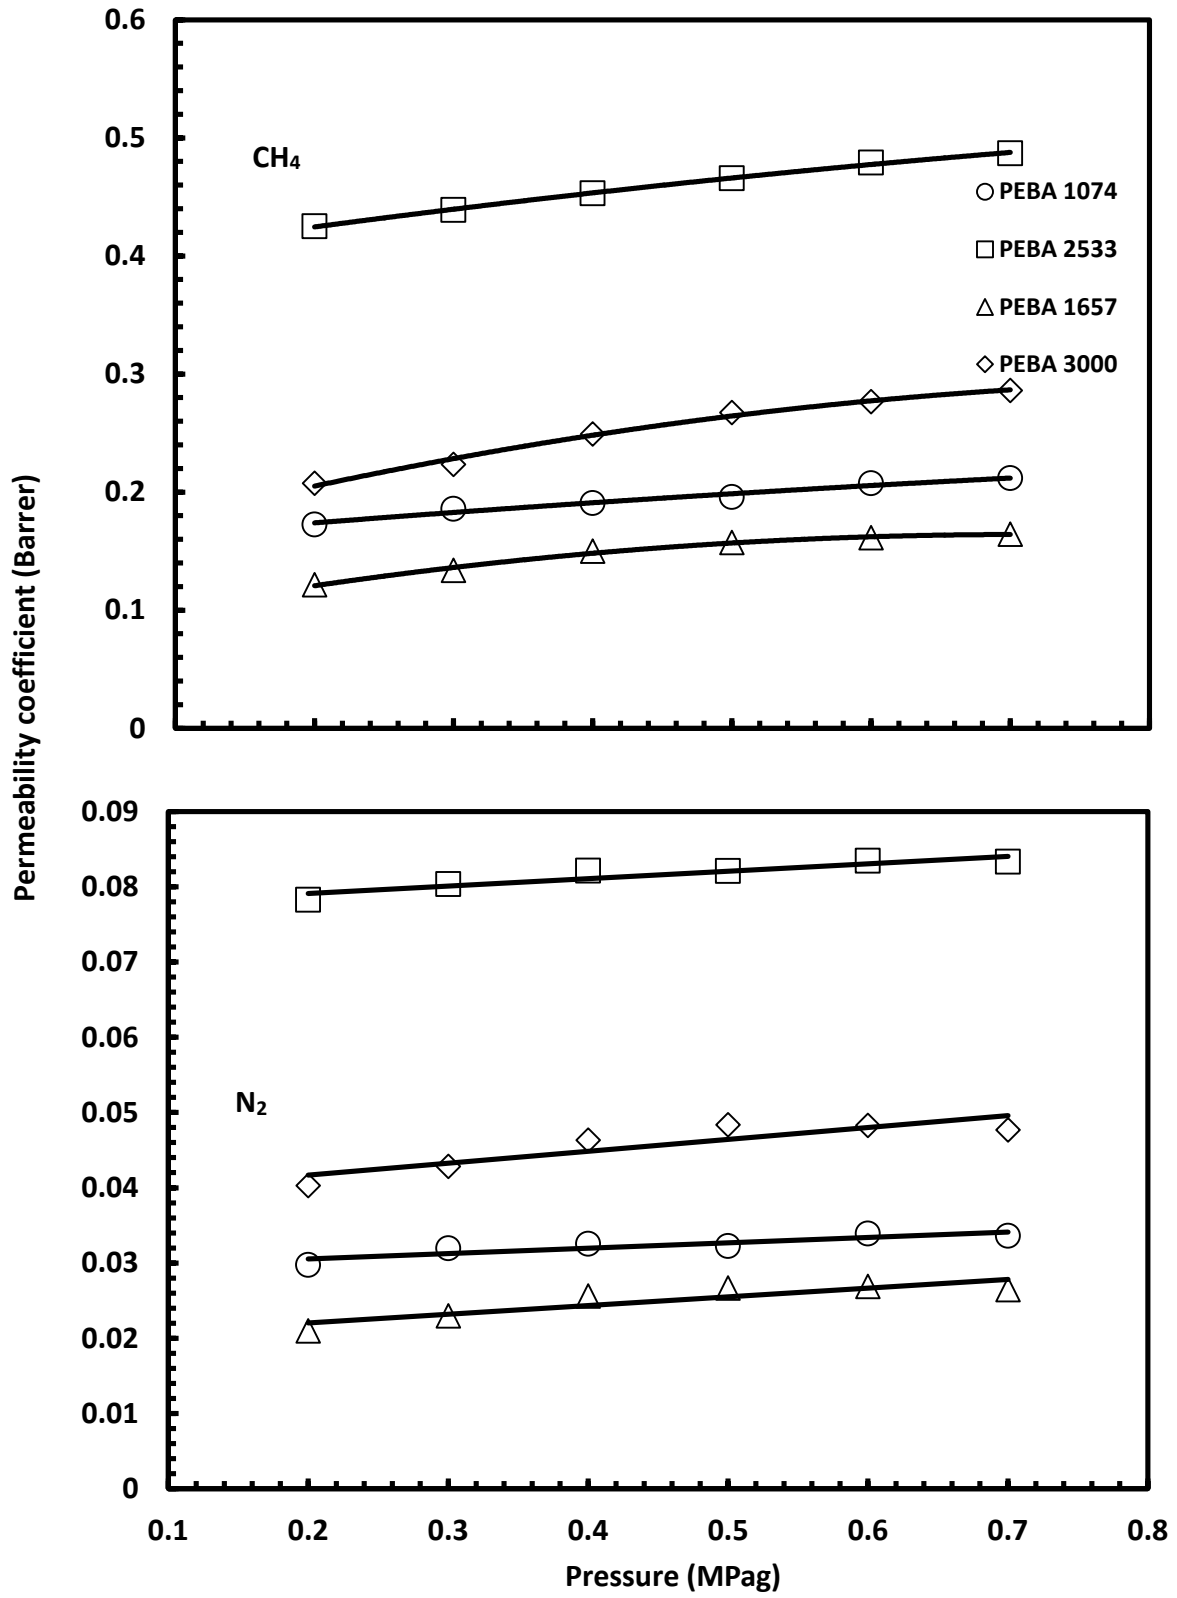 0.6
0.5
0.4
0.3
0.2
0.1
0
CH₄
PEBA 1074
PEBA 2533
PEBA 1657
PEBA 3000
Permeability coefficient (Barrer)
0.09
0.08
0.07
0.06
0.05
0.04
0.03
0.02
0.01
0
N₂
0.1 0.2 0.3 0.4 0.5 0.6 0.7 0.8
Pressure (MPag)